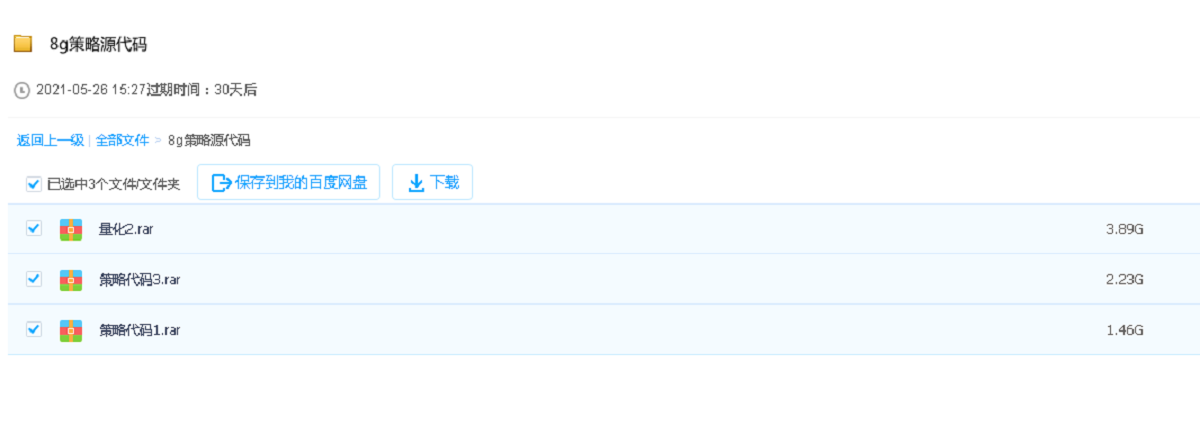 8g策略源代码
2021-05-26 15:27过期时间：30天后
返回上一级 | 全部文件 > 8g策略源代码
已选中3个文件/文件夹 保存到我的百度网盘 下载
量化2.rar 3.89G
策略代码3.rar 2.23G
策略代码1.rar 1.46G